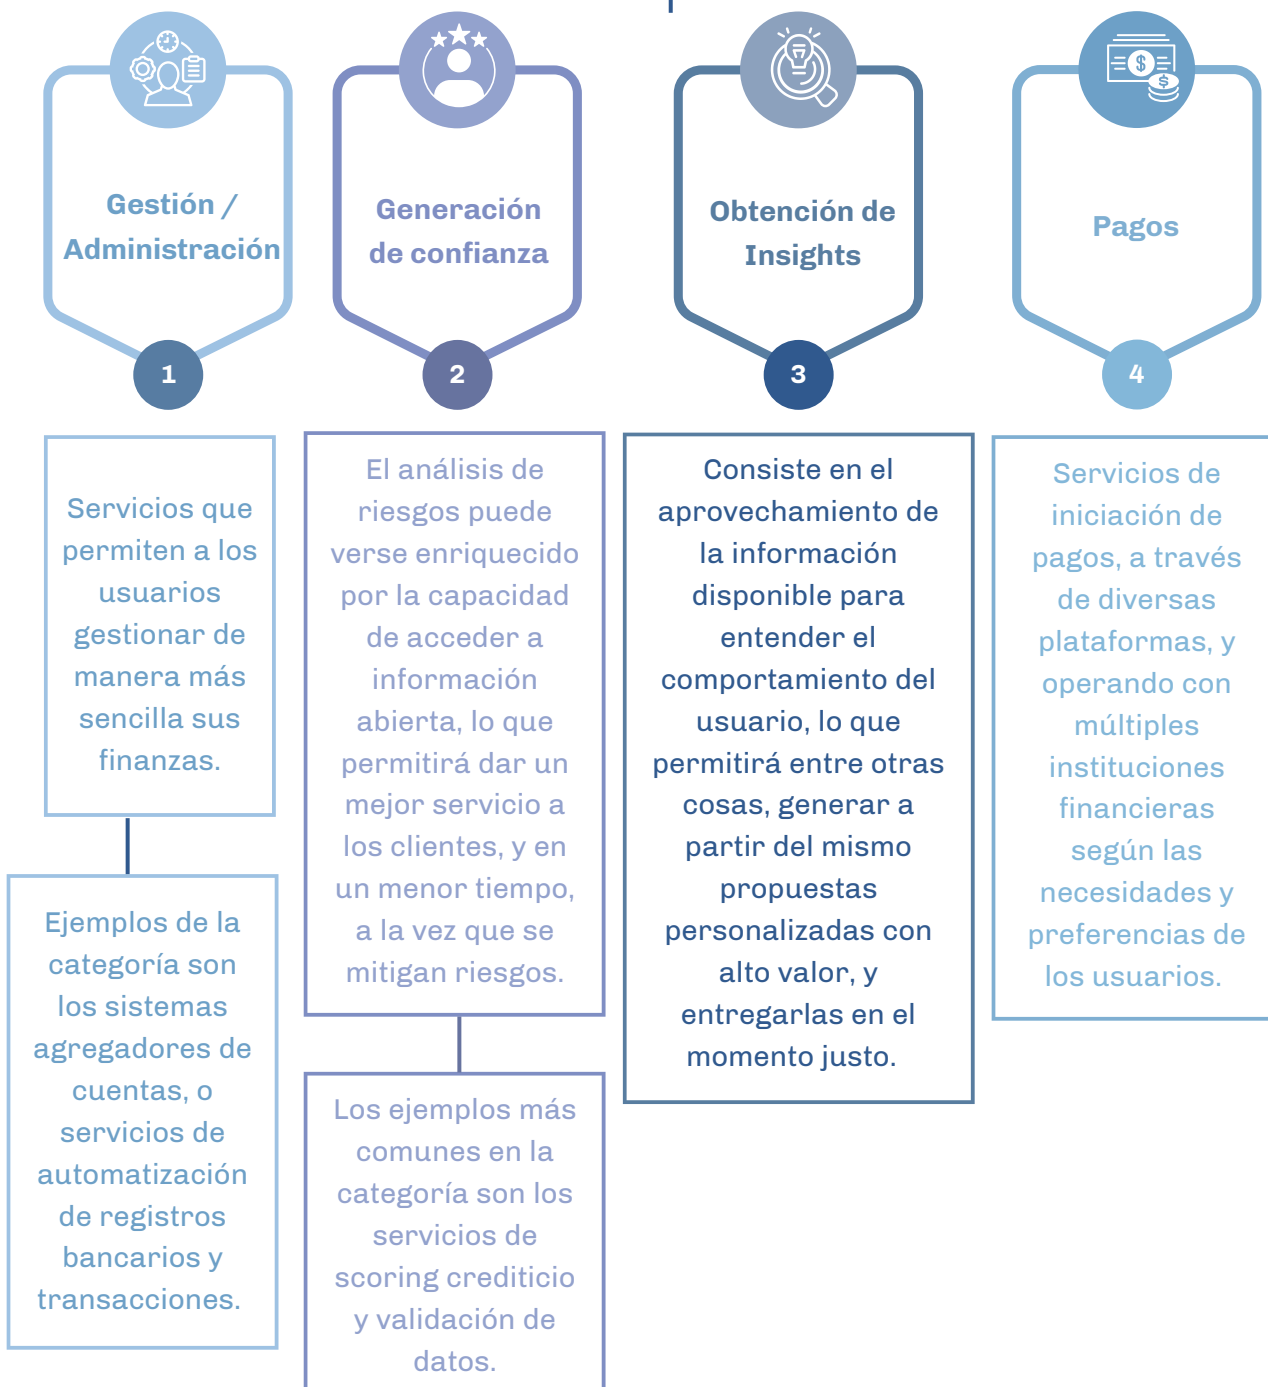 Gestión /
Administración
1
Servicios que
permiten a los
usuarios
gestionar de
manera más
sencilla sus
finanzas.
Ejemplos de la
categoría son
los sistemas
agregadores de
cuentas, o
servicios de
automatización
de registros
bancarios y
transacciones.
Generación
de confianza
2
El análisis de
riesgos puede
verse enriquecido
por la capacidad
de acceder a
información
abierta, lo que
permitirá dar un
mejor servicio a
los clientes, y en
un menor tiempo,
a la vez que se
mitigan riesgos.
Los ejemplos más
comunes en la
categoría son los
servicios de
scoring crediticio
y validación de
datos.
Obtención de
Insights
3
Consiste en el
aprovechamiento de
la información
disponible para
entender el
comportamiento del
usuario, lo que
permitirá entre otras
cosas, generar a
partir del mismo
propuestas
personalizadas con
alto valor, y
entregarlas en el
momento justo.
$
$
Pagos
4
Servicios de
iniciación de
pagos, a través
de diversas
plataformas, y
operando con
múltiples
instituciones
financieras
según las
necesidades y
preferencias de
los usuarios.